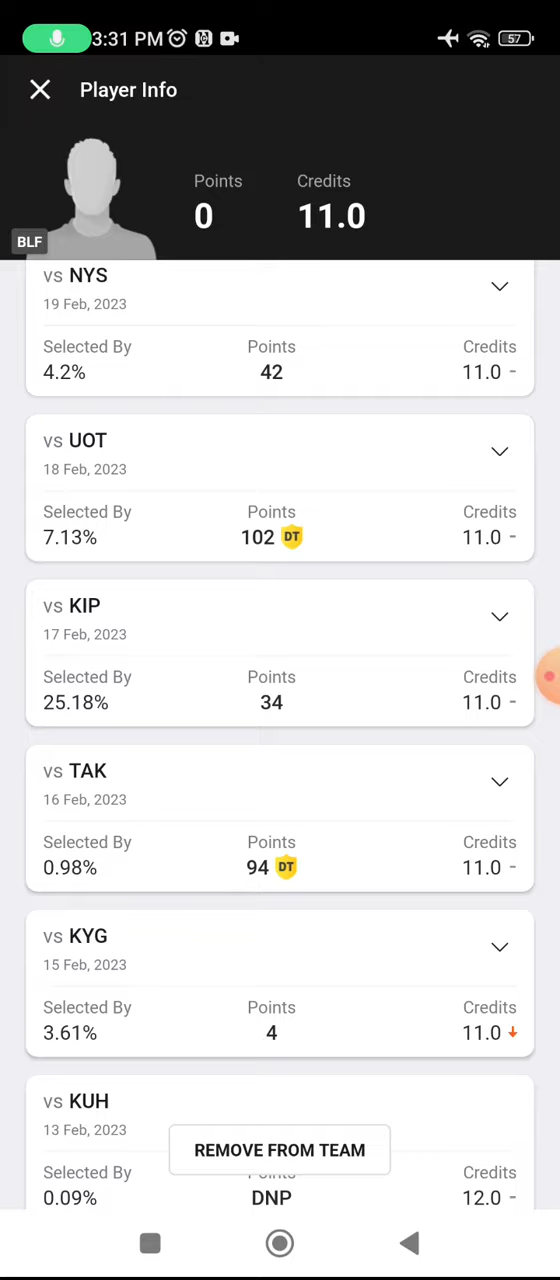 3:31 PM
57
Player Info
Points
Credits
0
11.0
BLF
vs NYS
19 Feb, 2023
Selected By
Points
Credits
4.2%
42
11.0 -
vs UOT
18 Feb, 2023
Selected By
Points
Credits
7.13%
102 DT
11.0 -
vs KIP
17 Feb, 2023
Selected By
Points
Credits
25.18%
34
11.0 -
vs TAK
16 Feb, 2023
Selected By
Points
Credits
0.98%
94 DT
11.0 -
vs KYG
15 Feb, 2023
Selected By
Points
Credits
3.61%
4
11.0
vs KUH
13 Feb, 2023
REMOVE FROM TEAM
Selected By
Points
Credits
0.09%
DNP
12.0 -